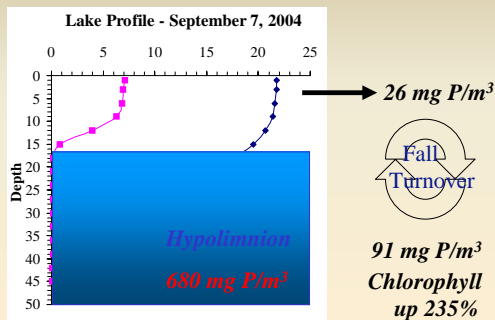 Lake Profile - September 7, 2004
0 5 10 15 20 25
0
5
10
15
20
25
30
35
40
45
50
Depth
Hypolimnion
680 mg P/m³
26 mg P/m³
Fall
Turnover
91 mg P/m³
Chlorophyll
up 235%